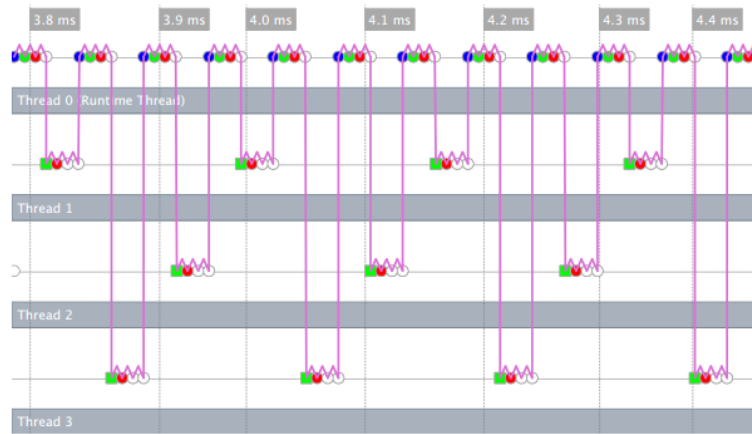 3.8 ms 3.9 ms 4.0 ms 4.1 ms 4.2 ms 4.3 ms 4.4 ms
Thread 0 (Runtime Thread)
Thread 1
Thread 2
Thread 3